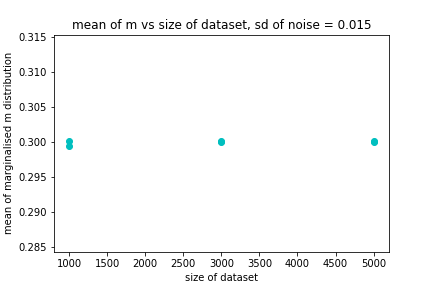 mean of m vs size of dataset, sd of noise = 0.015
mean of marginalised m distribution
0.315
0.310
0.305
0.300
0.295
0.290
0.285
1000 1500 2000 2500 3000 3500 4000 4500 5000
size of dataset